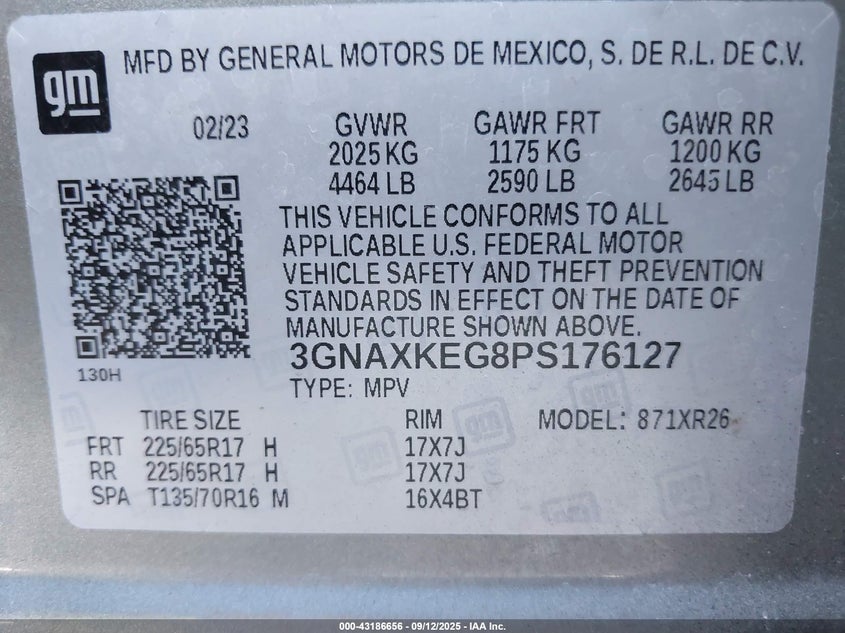 gm
MFD BY GENERAL MOTORS DE MEXICO, S. DE R.L. DE C.V.
02/23 GVWR GAWR FRT GAWR RR
2025 KG 1175 KG 1200 KG
4464 LB 2590 LB 2645 LB
THIS VEHICLE CONFORMS TO ALL
APPLICABLE U.S. FEDERAL MOTOR
VEHICLE SAFETY AND THEFT PREVENTION
STANDARDS IN EFFECT ON THE DATE OF
MANUFACTURE SHOWN ABOVE.
3GNAXKEG8PS176127
130H
TYPE: MPV
TIRE SIZE RIM MODEL: 871XR26
FRT 225/65R17 H 17X7J
RR 225/65R17 H 17X7J
SPA T135/70R16 M 16X4BT
000-43186656 - 09/12/2025 - IAA Inc.